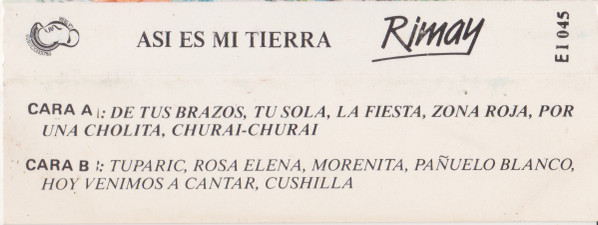 ASI ES MI TIERRA
Rimay
E I 045
CARA A : DE TUS BRAZOS, TU SOLA, LA FIESTA, ZONA ROJA, POR
UNA CHOLITA, CHURAI-CHURAI
CARA B : TUPARIC, ROSA ELENA, MORENITA, PAÑUELO BLANCO,
HOY VENIMOS A CANTAR, CUSHILLA